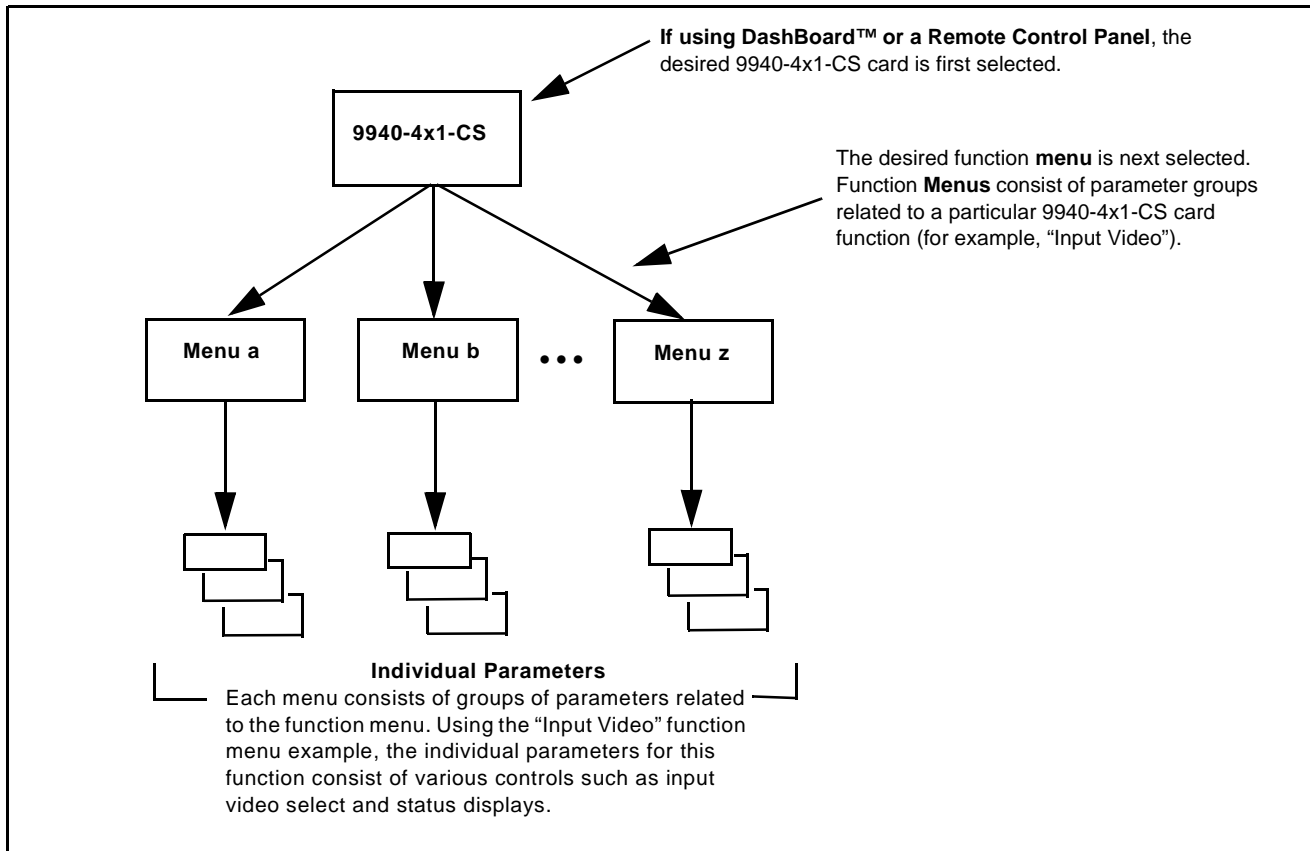 If using DashBoard™ or a Remote Control Panel, the
desired 9940-4x1-CS card is first selected.
9940-4x1-CS
The desired function menu is next selected.
Function Menus consist of parameter groups
related to a particular 9940-4x1-CS card
function (for example, “Input Video”).
Menu a
Menu b
•••
Menu z
Individual Parameters
Each menu consists of groups of parameters related
to the function menu. Using the “Input Video” function
menu example, the individual parameters for this
function consist of various controls such as input
video select and status displays.